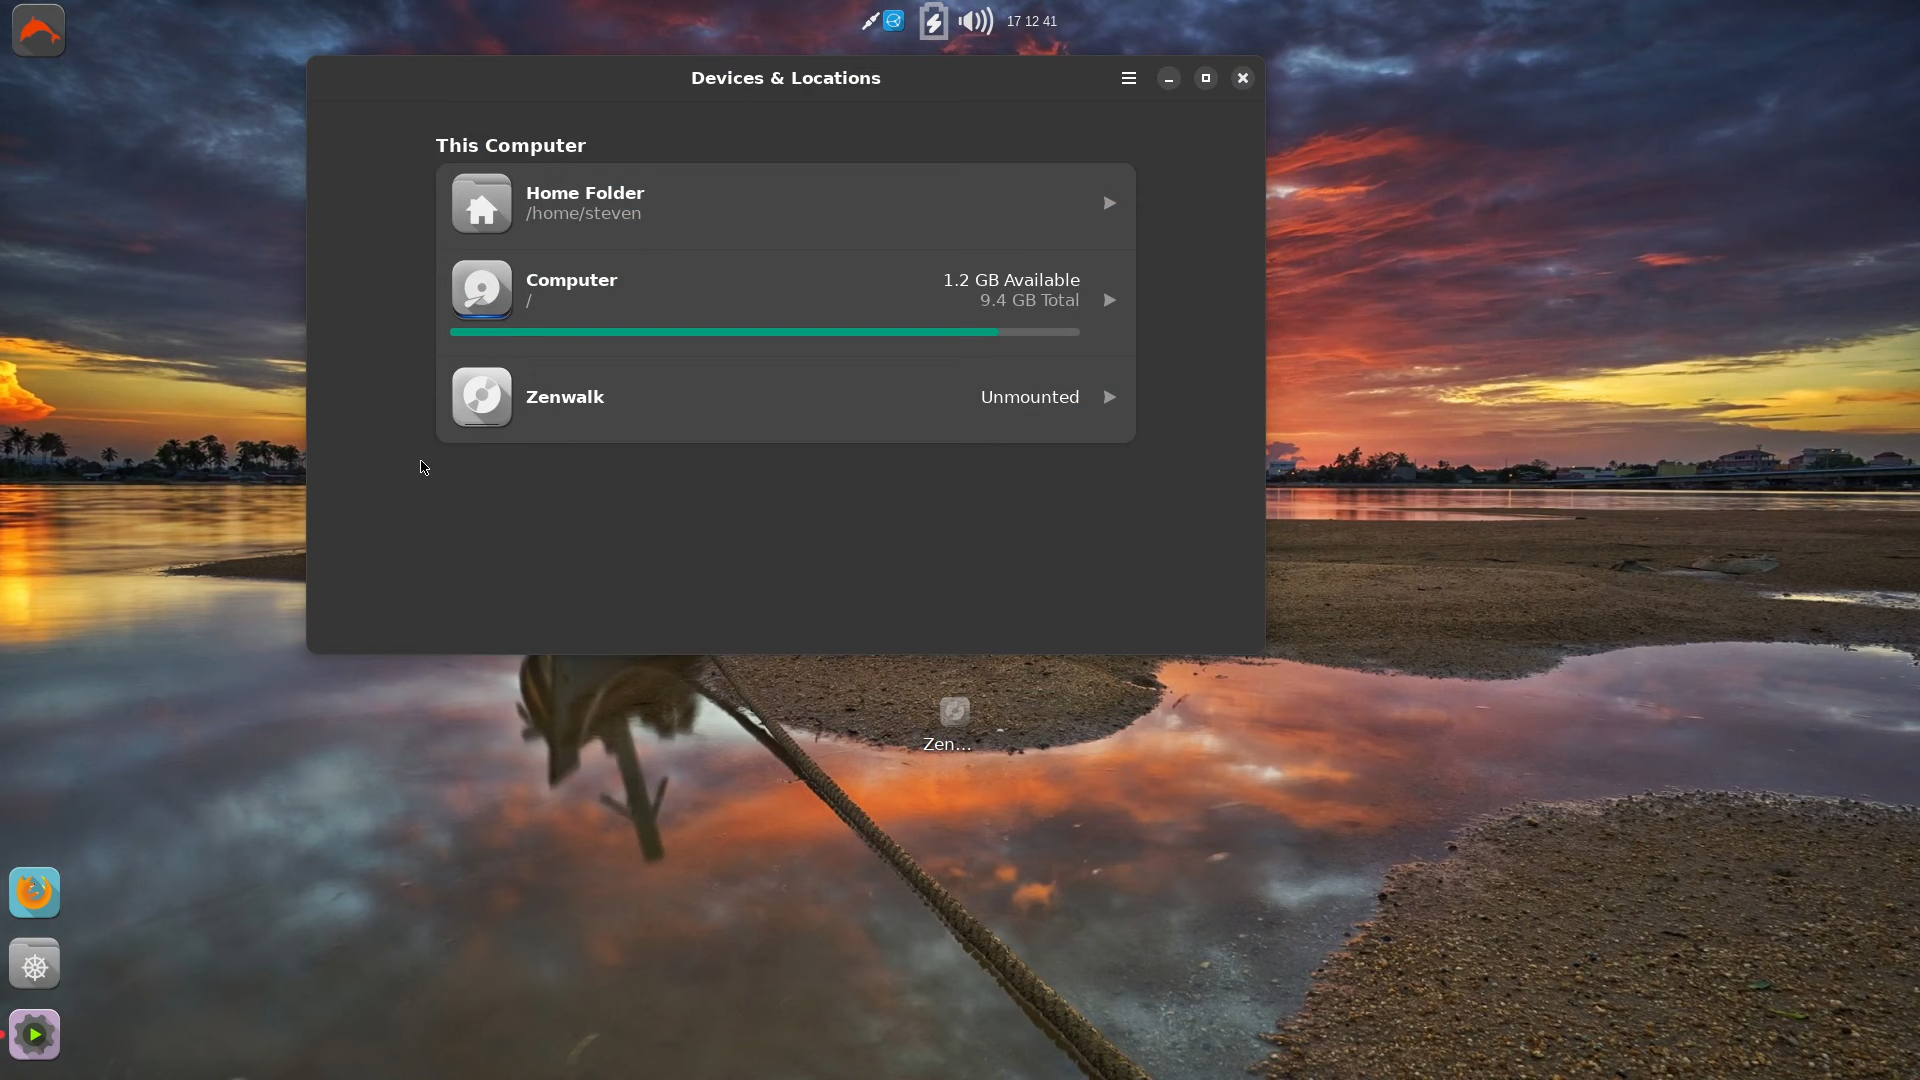 17 12 41
Devices & Locations
This Computer
Home Folder
/home/steven
Computer
1.2 GB Available
/
9.4 GB Total
Zenwalk
Unmounted
Zen...